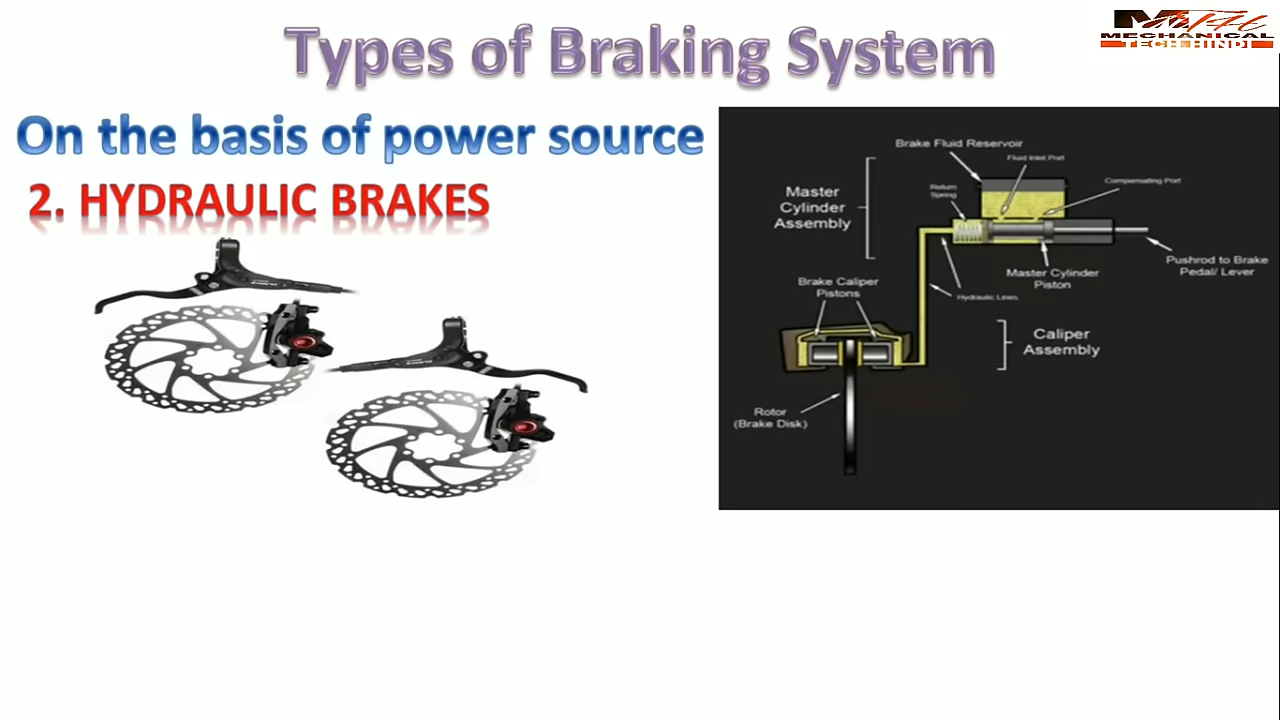 Types of Braking System
MECHANICAL
TECH HINDI
On the basis of power source
2. HYDRAULIC BRAKES
Brake Fluid Reservoir
Fluid Inlet Port
Return
Spring
Compensating Port
Master
Cylinder
Assembly
Pushrod to Brake
Pedal/ Lever
Master Cylinder
Piston
Brake Caliper
Pistons
Hydraulic Lines
Caliper
Assembly
Rotor
(Brake Disk)